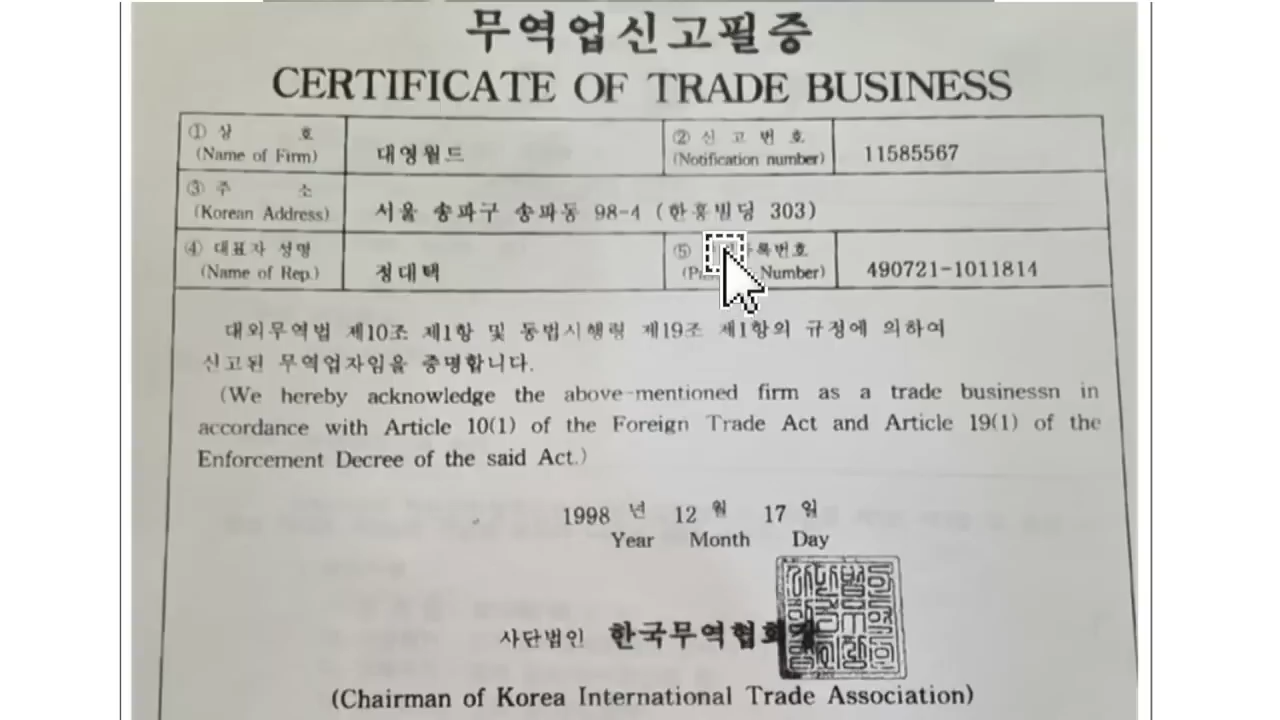 무역업신고필증
CERTIFICATE OF TRADE BUSINESS
① 상 호
(Name of Firm)
대영월드
② 신 고 번 호
(Notification number)
11585567
③ 주 소
(Korean Address)
서울 송파구 송파동 98-4 (한홍빌딩 303)
④ 대표자 성명
(Name of Rep.)
정대택
⑤ 록번호
Number)
490721-1011814
대외무역법 제10조 제1항 및 동법시행령 제19조 제1항의 규정에 의하여
신고된 무역업자임을 증명합니다.
(We hereby acknowledge the above-mentioned firm as a trade businessn in
accordance with Article 10(1) of the Foreign Trade Act and Article 19(1) of the
Enforcement Decree of the said Act.)
1998 년 12 월 17 일
Year Month Day
사단법인 한국무역협회
(Chairman of Korea International Trade Association)